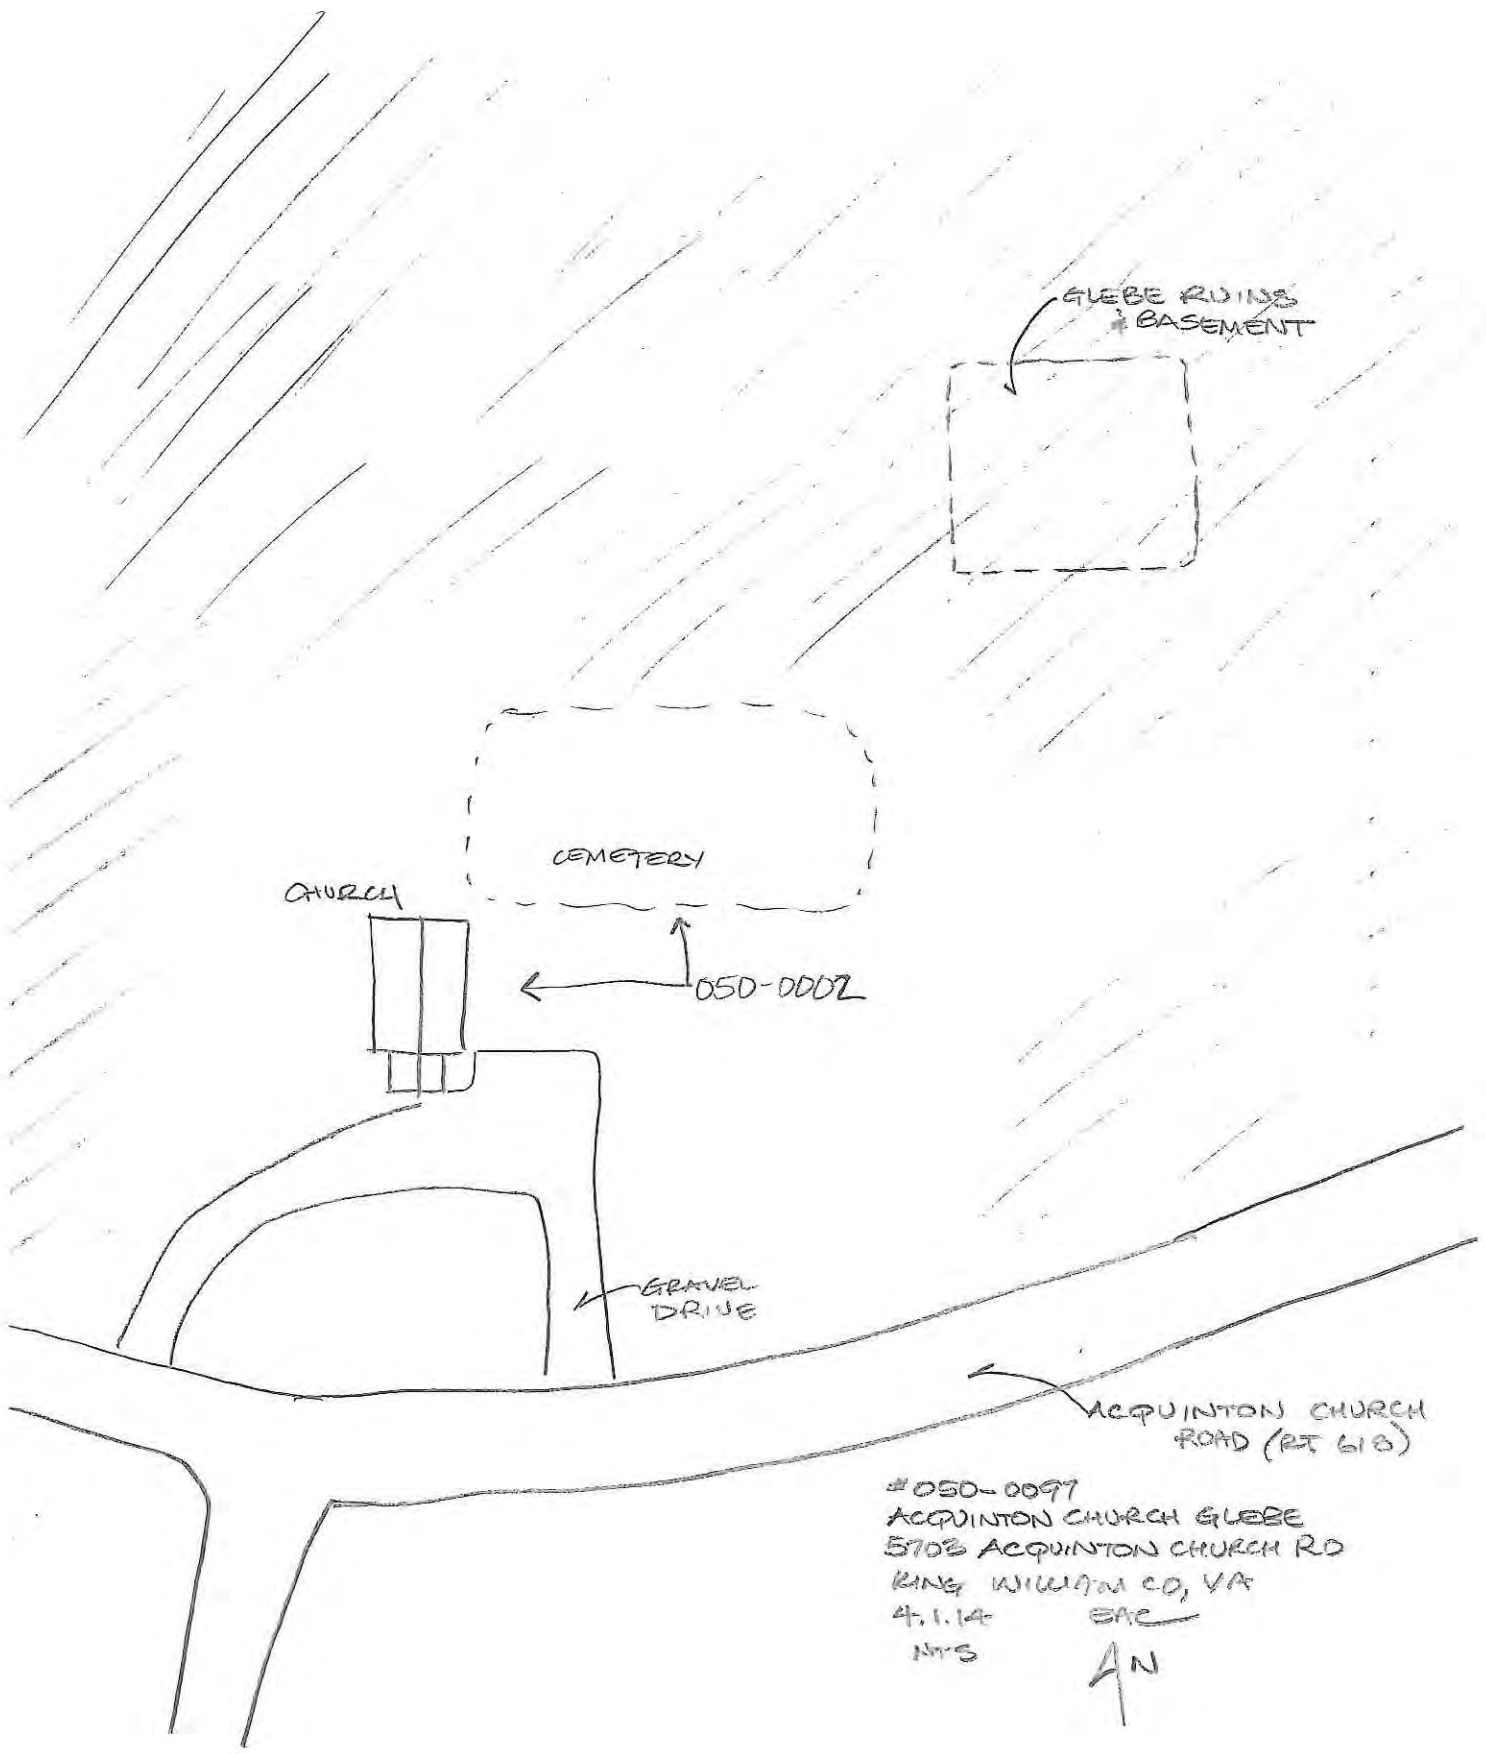 GLEBE RUINS
& BASEMENT
CEMETERY
CHURCH
050-0002
GRAVEL
DRIVE
ACQUINTON CHURCH
ROAD (RT 618)
#050-0097
ACQUINTON CHURCH GLEBE
5703 ACQUINTON CHURCH RD
KING WILLIAM CO, VA
4.1.14 EAC
NTS
N